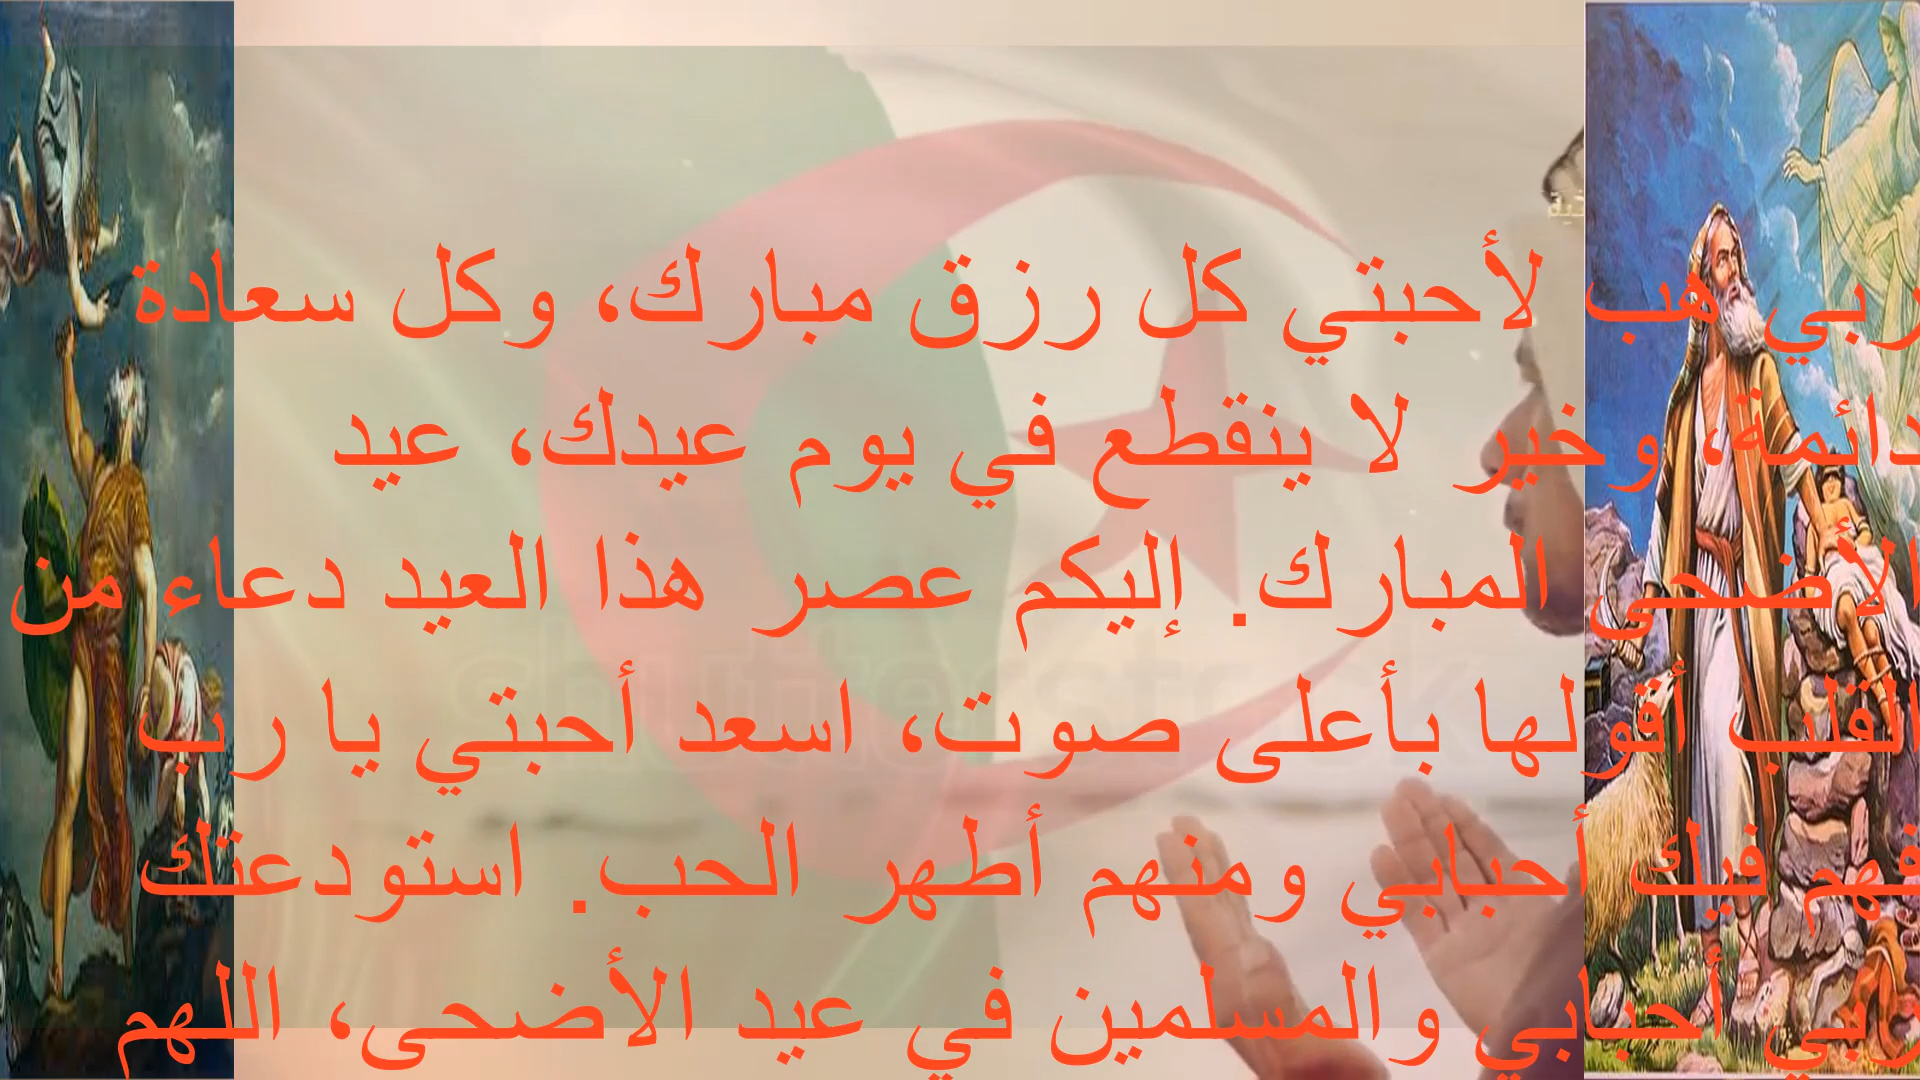 ربي هب لأحبتي كل رزق مبارك، وكل سعادة
دائمة، وخير لا ينقطع في يوم عيدك، عيد
الأضحى المبارك. إليكم عصر هذا العيد دعاء من
القلب أقولها بأعلى صوت، اسعد أحبتي يا رب
فهم فيك أحبابي ومنهم أطهر الحب. استودعتك
ربي أحبابي والمسلمين في عيد الأضحى، اللهم
shutterstock